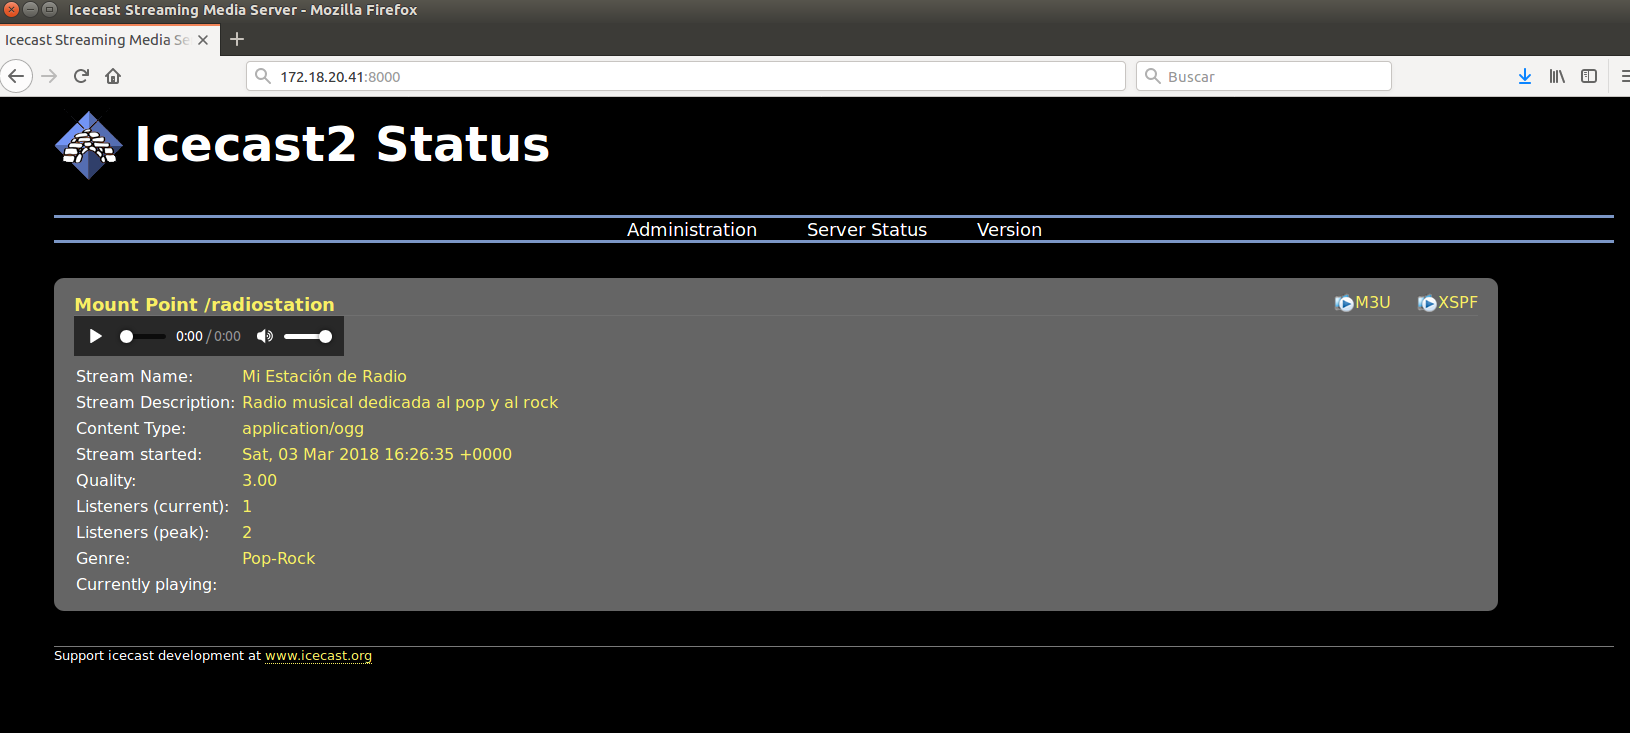 Icecast Streaming Media Server - Mozilla Firefox
Icecast Streaming Media Se
172.18.20.41:8000
Buscar
Icecast2 Status
Administration Server Status Version
Mount Point /radiostation M3U XSPF
0:00 / 0:00
Stream Name: Mi Estación de Radio
Stream Description: Radio musical dedicada al pop y al rock
Content Type: application/ogg
Stream started: Sat, 03 Mar 2018 16:26:35 +0000
Quality: 3.00
Listeners (current): 1
Listeners (peak): 2
Genre: Pop-Rock
Currently playing:
Support icecast development at www.icecast.org